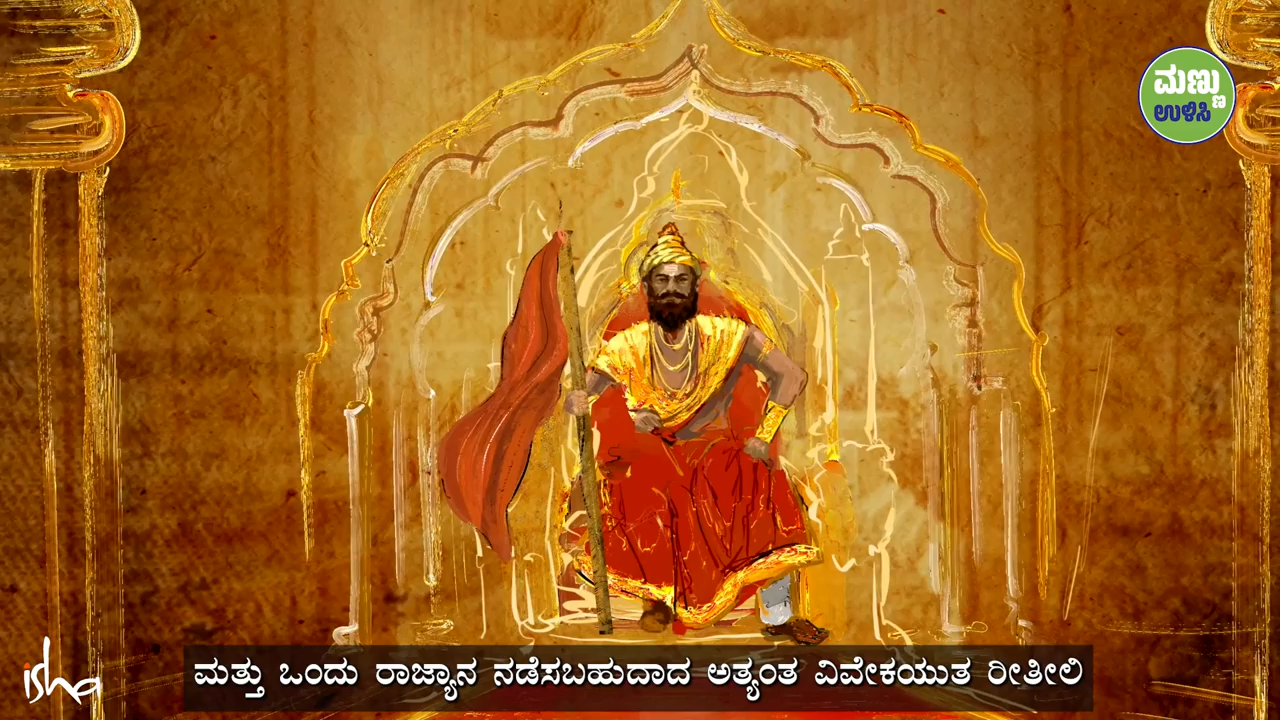 ಮಣ್ಣು
ಉಳಿಸಿ
isha
ಮತ್ತು ಒಂದು ರಾಜ್ಯಾನ ನಡೆಸಬಹುದಾದ ಅತ್ಯಂತ ವಿವೇಕಯುತ ರೀತೀಲಿ